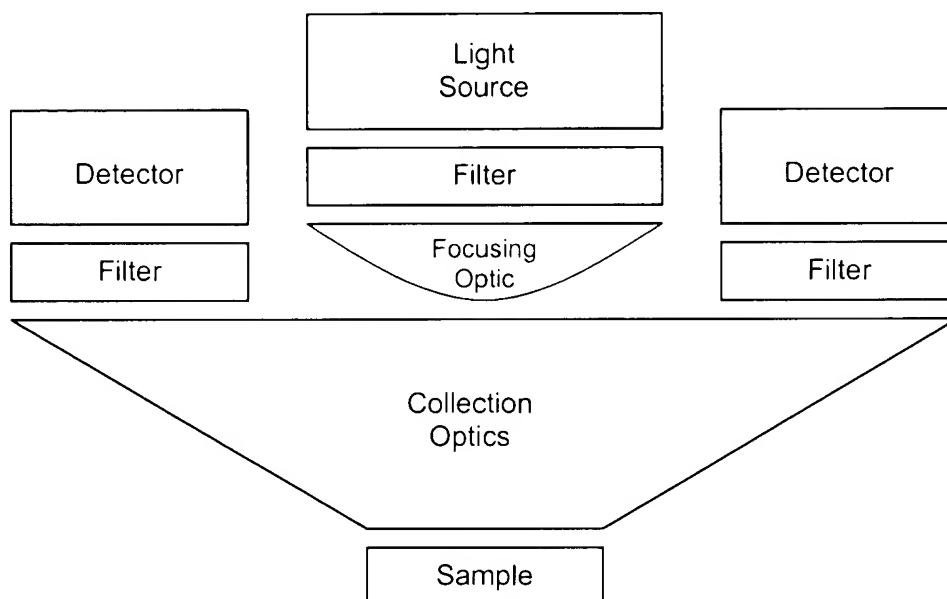 Light
Source
Detector
Filter
Detector
Filter
Focusing
Optic
Filter
Collection
Optics
Sample